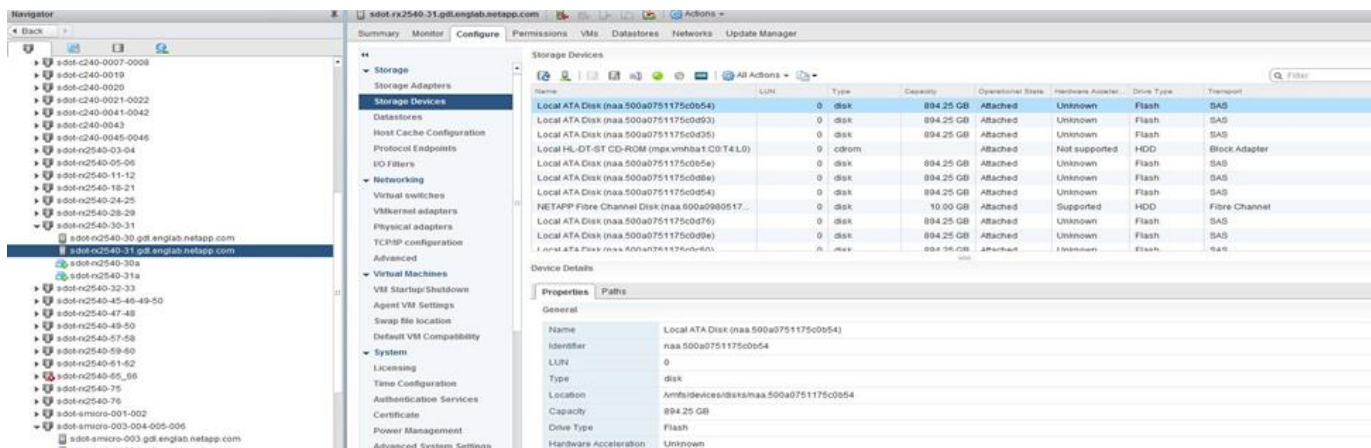 Navigator
Back
sdot-c240-0007-0008
sdot-c240-0019
sdot-c240-0020
sdot-c240-0021-0022
sdot-c240-0041-0042
sdot-c240-0043
sdot-c240-0045-0046
sdot-rx2540-03-04
sdot-rx2540-05-06
sdot-rx2540-11-12
sdot-rx2540-18-21
sdot-rx2540-24-25
sdot-rx2540-28-29
sdot-rx2540-30-31
sdot-rx2540-30.gdl.englab.netapp.com
sdot-rx2540-31.gdl.englab.netapp.com
sdot-rx2540-30a
sdot-rx2540-31a
sdot-rx2540-32-33
sdot-rx2540-45-46-49-50
sdot-rx2540-47-48
sdot-rx2540-49-50
sdot-rx2540-57-58
sdot-rx2540-59-60
sdot-rx2540-61-62
sdot-rx2540-65_66
sdot-rx2540-75
sdot-rx2540-76
sdot-smicro-001-002
sdot-smicro-003-004-005-006
sdot-smicro-003.gdl.englab.netapp.com
sdot-rx2540-31.gdl.englab.netapp.com Actions
Summary Monitor Configure Permissions VMs Datastores Networks Update Manager
Storage
Storage Adapters
Storage Devices
Datastores
Host Cache Configuration
Protocol Endpoints
I/O Filters
Networking
Virtual switches
VMkernel adapters
Physical adapters
TCP/IP configuration
Advanced
Virtual Machines
VM Startup/Shutdown
Agent VM Settings
Swap file location
Default VM Compatibility
System
Licensing
Time Configuration
Authentication Services
Certificate
Power Management
Advanced System Settings
Storage Devices
All Actions Filter
Name LUN Type Capacity Operational State Hardware Acceler... Drive Type Transport
Local ATA Disk (naa.500a0751175c0b54) 0 disk 894.25 GB Attached Unknown Flash SAS
Local ATA Disk (naa.500a0751175c0d93) 0 disk 894.25 GB Attached Unknown Flash SAS
Local ATA Disk (naa.500a0751175c0d35) 0 disk 894.25 GB Attached Unknown Flash SAS
Local HL-DT-ST CD-ROM (mpx.vmhba1:C0:T4:L0) 0 cdrom Attached Not supported HDD Block Adapter
Local ATA Disk (naa.500a0751175c0b5e) 0 disk 894.25 GB Attached Unknown Flash SAS
Local ATA Disk (naa.500a0751175c0d8e) 0 disk 894.25 GB Attached Unknown Flash SAS
Local ATA Disk (naa.500a0751175c0d54) 0 disk 894.25 GB Attached Unknown Flash SAS
NETAPP Fibre Channel Disk (naa.600a0980517... 0 disk 10.00 GB Attached Supported HDD Fibre Channel
Local ATA Disk (naa.500a0751175c0d76) 0 disk 894.25 GB Attached Unknown Flash SAS
Local ATA Disk (naa.500a0751175c0d9e) 0 disk 894.25 GB Attached Unknown Flash SAS
Local ATA Disk 0 disk 894.25 GB Attached Unknown Flash SAS
Device Details
Properties Paths
General
Name Local ATA Disk (naa.500a0751175c0b54)
Identifier naa.500a0751175c0b54
LUN 0
Type disk
Location /vmfs/devices/disks/naa.500a0751175c0b54
Capacity 894.25 GB
Drive Type Flash
Hardware Acceleration Unknown